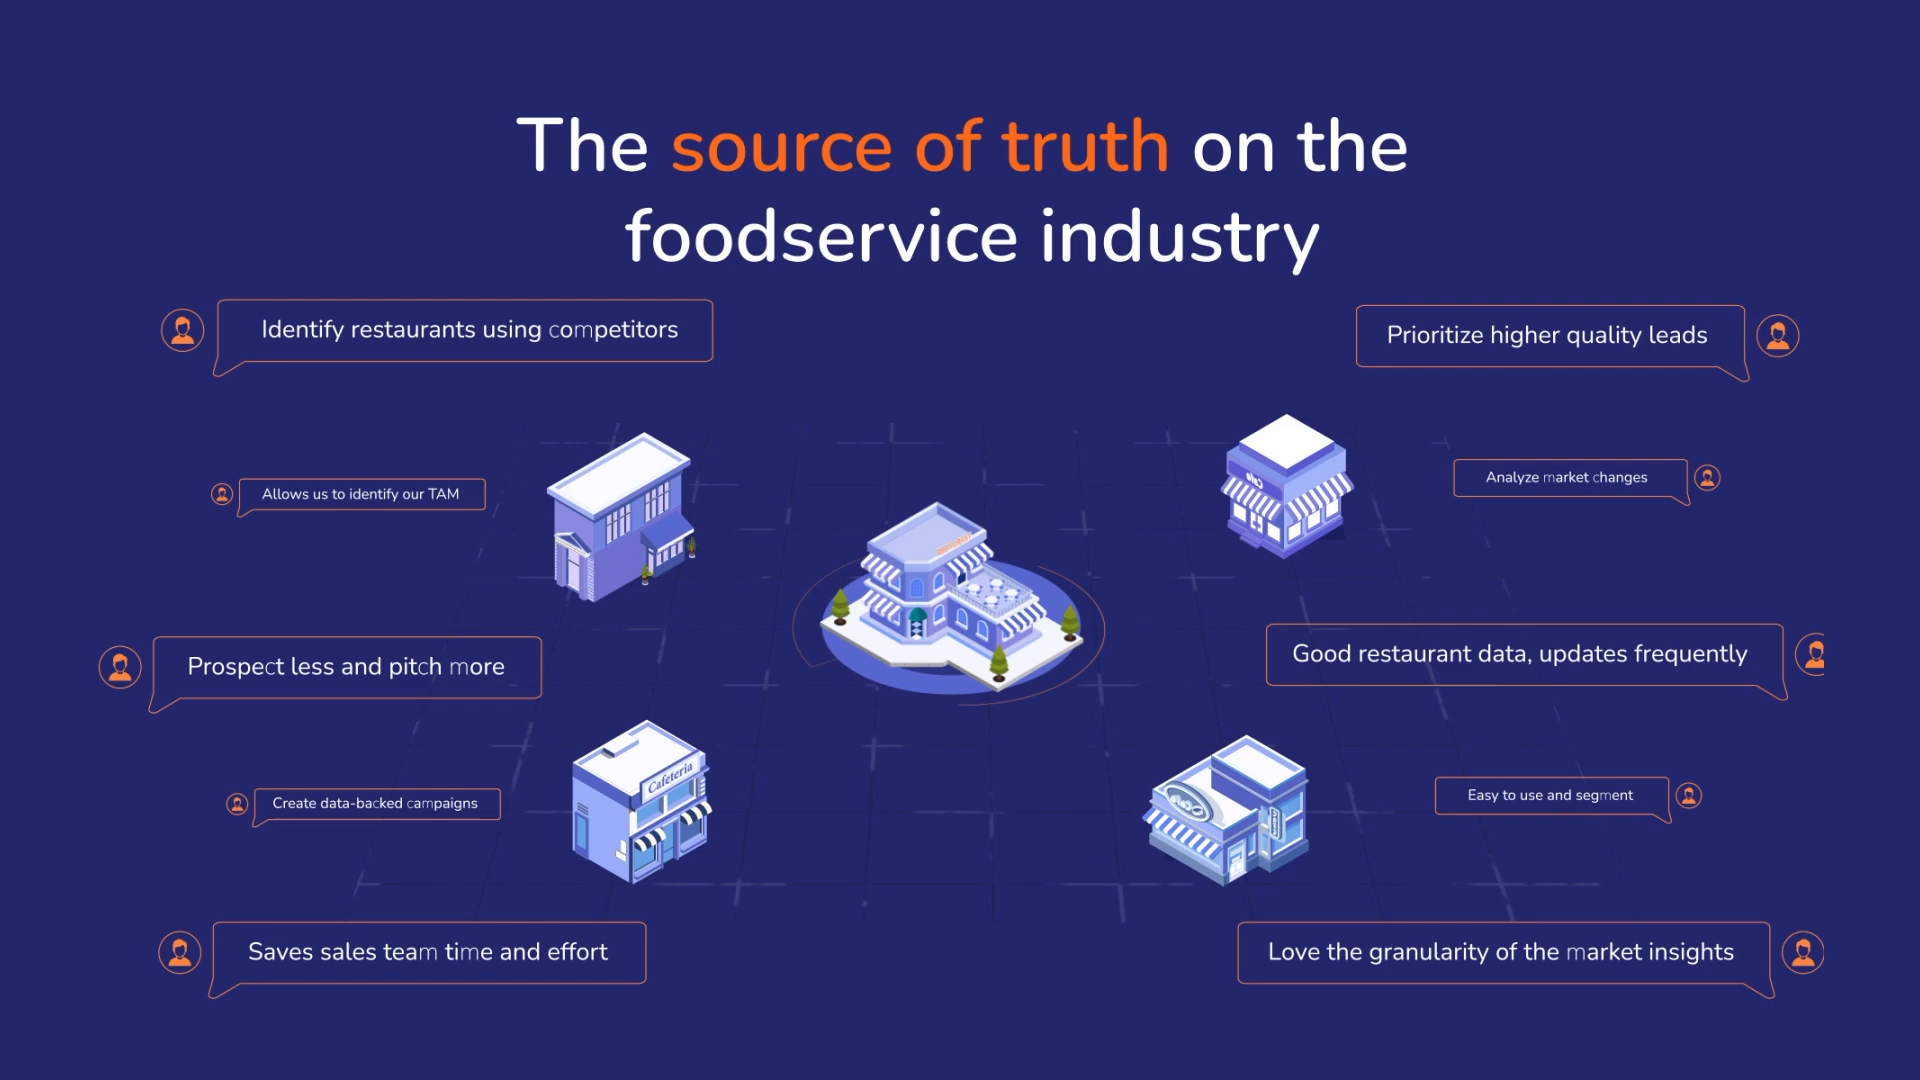 The source of truth on the
foodservice industry
Identify restaurants using competitors
Prioritize higher quality leads
Allows us to identify our TAM
Analyze market changes
Prospect less and pitch more
Good restaurant data, updates frequently
Cafeteria
Create data-backed campaigns
Easy to use and segment
Saves sales team time and effort
Love the granularity of the market insights